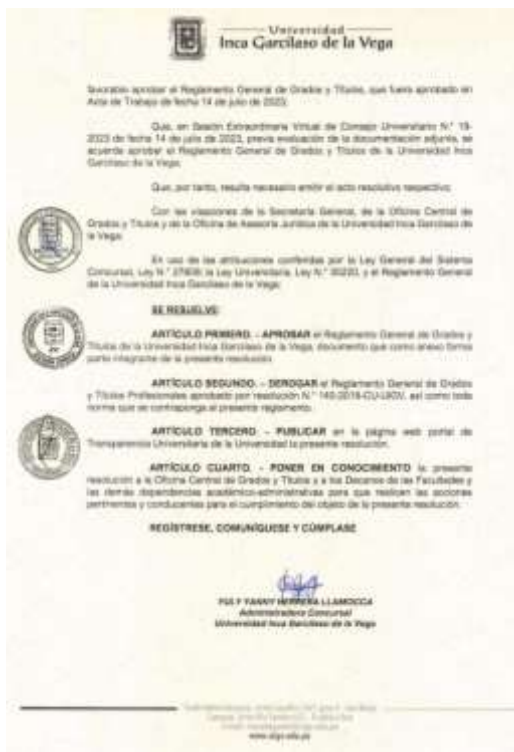 Universidad
Inca Garcilaso de la Vega
favorable aprobar el Reglamento General de Grados y Títulos, que fuera aprobado en
Acta de Trabajo de fecha 14 de julio de 2023;
Que, en Sesión Extraordinaria Virtual de Consejo Universitario N.° 19-
2023 de fecha 14 de julio de 2023, previa evaluación de la documentación adjunta, se
acuerda aprobar el Reglamento General de Grados y Títulos de la Universidad Inca
Garcilaso de la Vega;
Que, por tanto, resulta necesario emitir el acto resolutivo respectivo;
Con las visaciones de la Secretaría General, de la Oficina Central de
Grados y Títulos y de la Oficina de Asesoría Jurídica de la Universidad Inca Garcilaso de
la Vega;
En uso de las atribuciones conferidas por la Ley General del Sistema
Concursal, Ley N.° 27809; la Ley Universitaria, Ley N.° 30220, y el Reglamento General
de la Universidad Inca Garcilaso de la Vega;
SE RESUELVE:
ARTÍCULO PRIMERO. - APROBAR el Reglamento General de Grados y
Títulos de la Universidad Inca Garcilaso de la Vega, documento que como anexo forma
parte integrante de la presente resolución.
ARTÍCULO SEGUNDO. - DEROGAR el Reglamento General de Grados
y Títulos Profesionales aprobado por resolución N.° así como toda
norma que se contraponga al presente reglamento.
ARTÍCULO TERCERO. - PUBLICAR en la página web portal de
Transparencia Universitaria de la Universidad la presente resolución.
ARTÍCULO CUARTO. - PONER EN CONOCIMIENTO la presente
resolución a la Oficina Central de Grados y Títulos y a los Decanos de las Facultades y
las demás dependencias académico-administrativas para que realicen las acciones
pertinentes y conducentes para el cumplimiento del objeto de la presente resolución.
REGÍSTRESE, COMUNÍQUESE Y CÚMPLASE
YANNY HERRERA LLAMOCCA
Administradora Concursal
Universidad Inca Garcilaso de la Vega
www.uigv.edu.pe